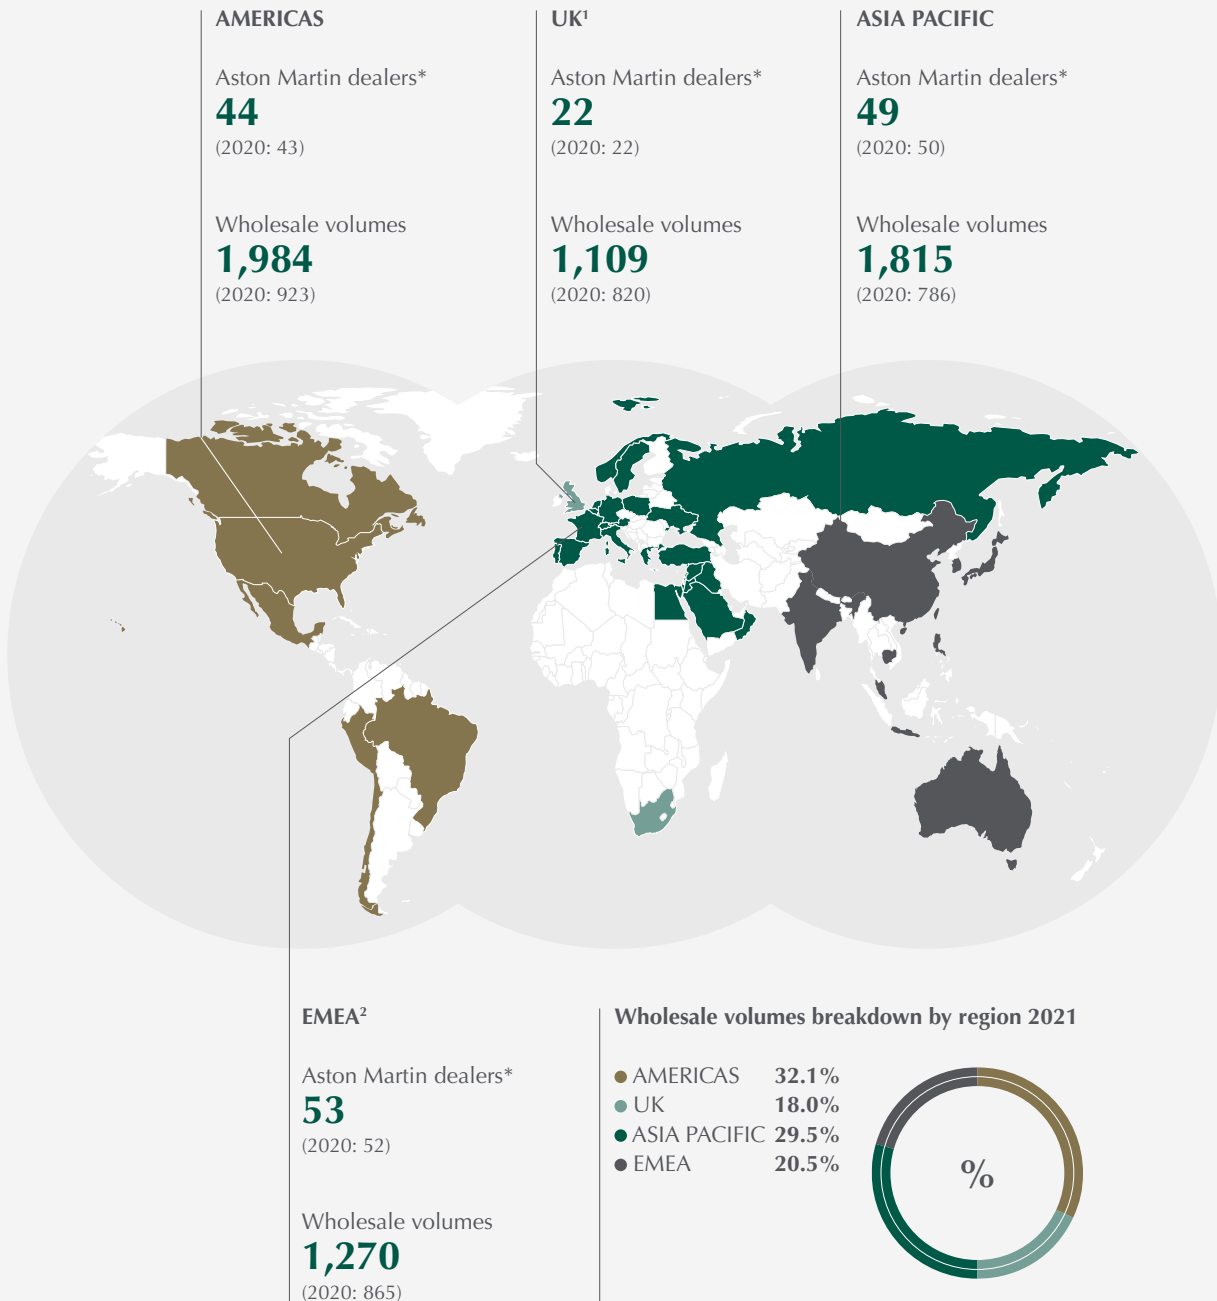 AMERICAS
Aston Martin dealers*
44
(2020: 43)
Wholesale volumes
1,984
(2020: 923)
UK¹
Aston Martin dealers*
22
(2020: 22)
Wholesale volumes
1,109
(2020: 820)
ASIA PACIFIC
Aston Martin dealers*
49
(2020: 50)
Wholesale volumes
1,815
(2020: 786)
EMEA²
Aston Martin dealers*
53
(2020: 52)
Wholesale volumes
1,270
(2020: 865)
Wholesale volumes breakdown by region 2021
AMERICAS 32.1%
UK 18.0%
ASIA PACIFIC 29.5%
EMEA 20.5%
%